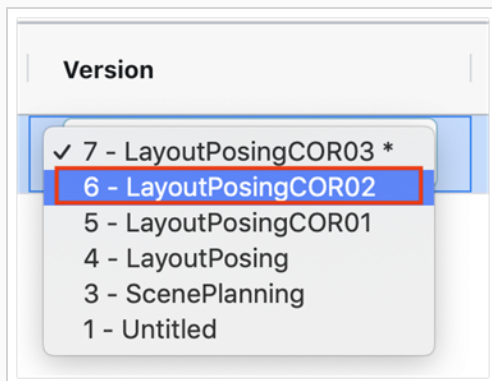 Version
✓ 7 - LayoutPosingCOR03 *
6 - LayoutPosingCOR02
5 - LayoutPosingCOR01
4 - LayoutPosing
3 - ScenePlanning
1 - Untitled